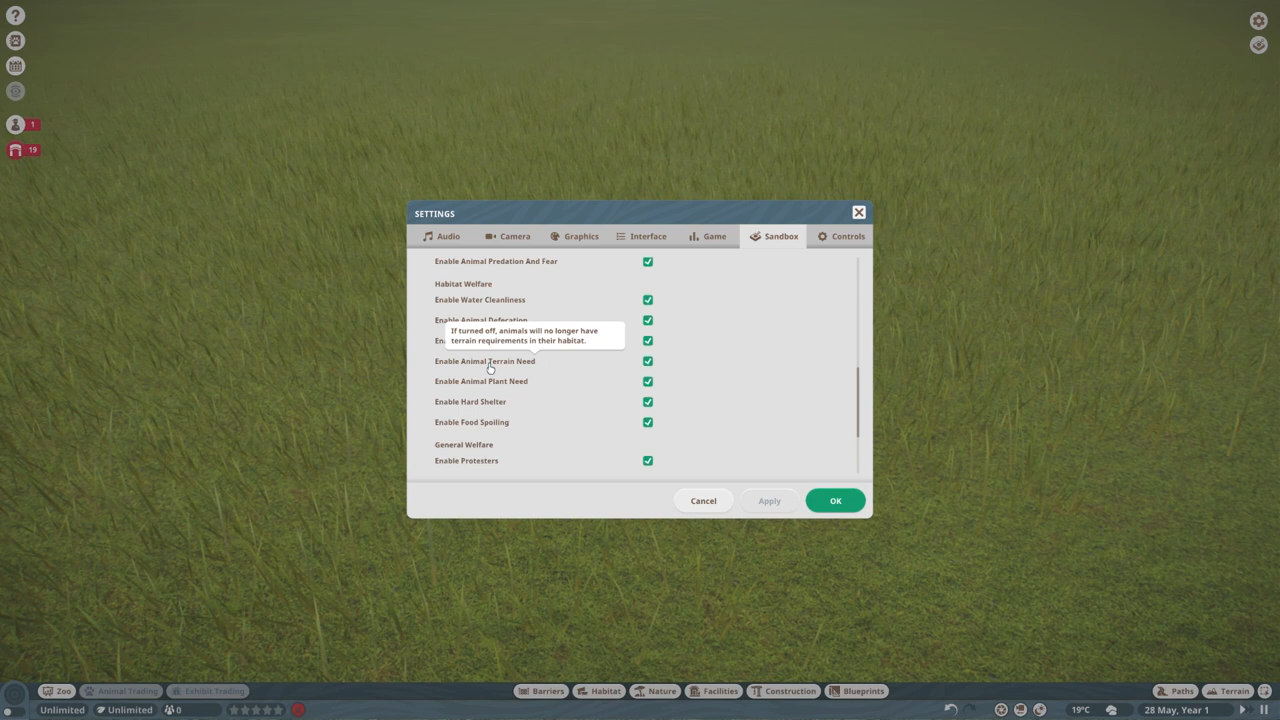 ?
1
19
SETTINGS
Audio
Camera
Graphics
Interface
Game
Sandbox
Controls
Enable Animal Predation And Fear
Habitat Welfare
Enable Water Cleanliness
Enable Animal Defecation
If turned off, animals will no longer have
terrain requirements in their habitat.
Enable Animal Terrain Need
Enable Animal Plant Need
Enable Hard Shelter
Enable Food Spoiling
General Welfare
Enable Protesters
Cancel
Apply
OK
Zoo
Animal Trading
Exhibit Trading
Barriers
Habitat
Nature
Facilities
Construction
Blueprints
Paths
Terrain
Unlimited
Unlimited
0
19°C
28 May, Year 1